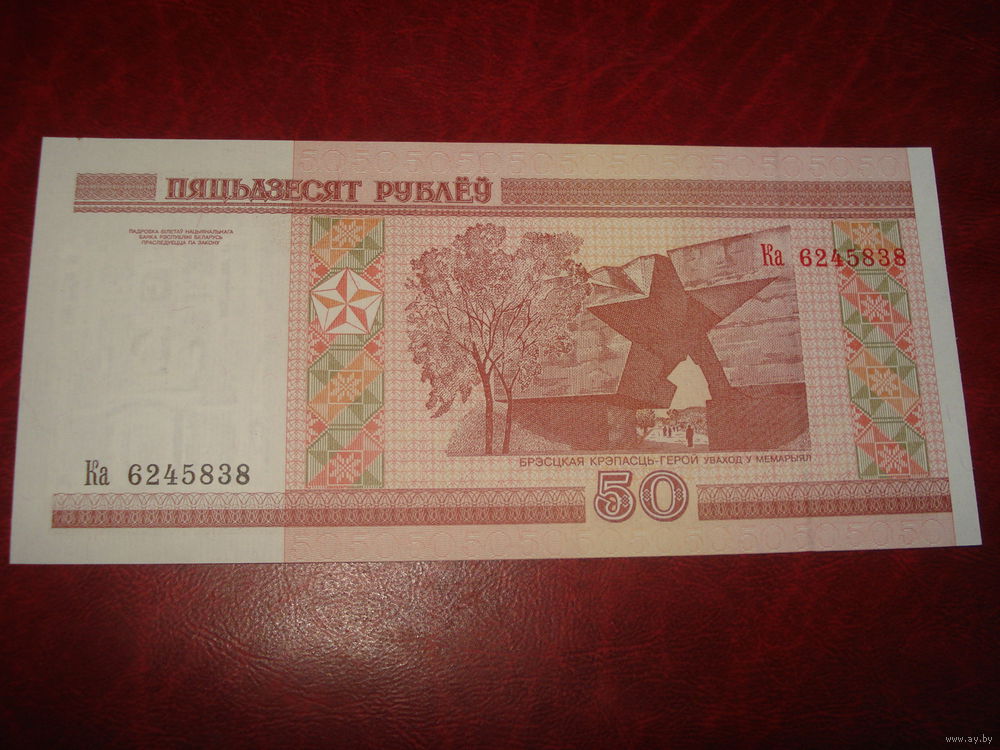 ПЯЦЬДЗЕСЯТ РУБЛЁЎ
ПАДРОБКА БІЛЕТАЎ НАЦЫЯНАЛЬНАГА
БАНКА РЭСПУБЛІКІ БЕЛАРУСЬ
ПРАСЛЕДУЕЦЦА ПА ЗАКОНУ
Ка 6245838
Ка 6245838
БРЭСЦКАЯ КРЭПАСЦЬ-ГЕРОЙ УВАХОД У МЕМАРЫЯЛ
50
www.ay.by